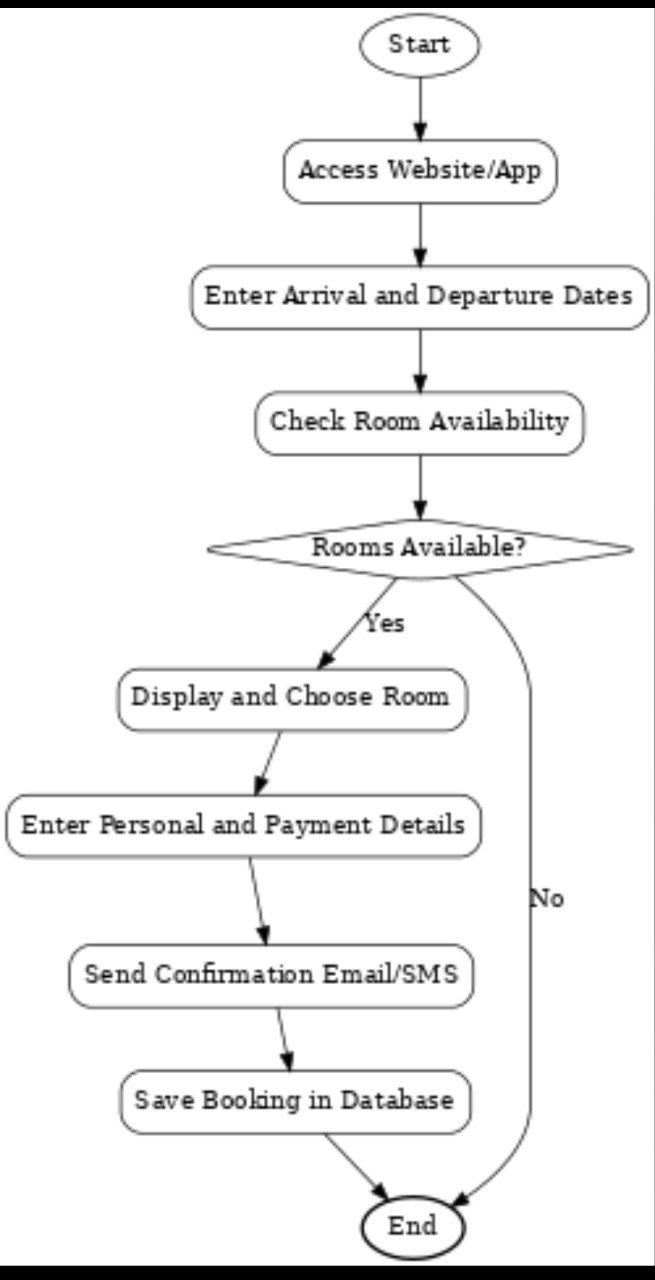 Start
Access Website/App
Enter Arrival and Departure Dates
Check Room Availability
Rooms Available?
Yes
Display and Choose Room
Enter Personal and Payment Details
No
Send Confirmation Email/SMS
Save Booking in Database
End